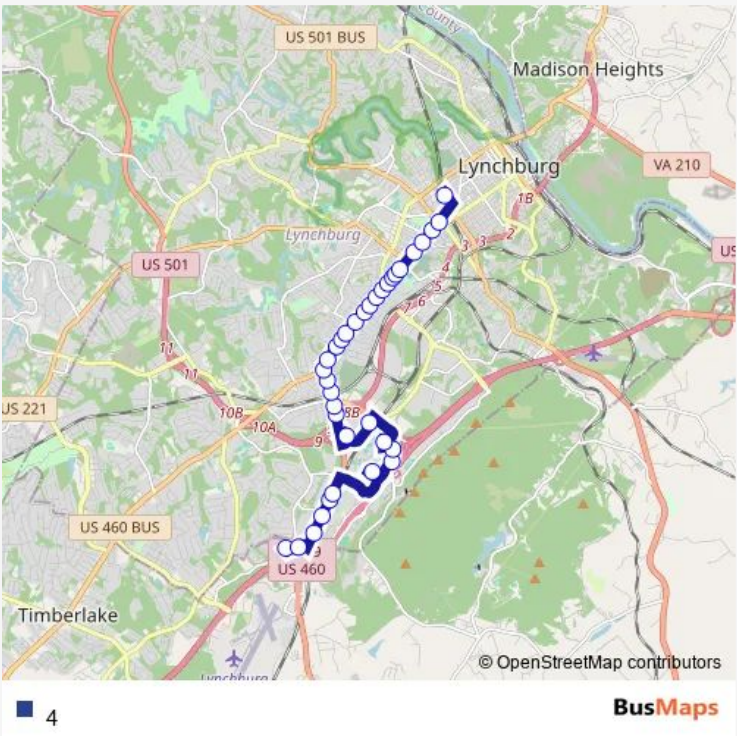 County
US 501 BUS
Madison Heights
Lynchburg
VA 210
1B
Lynchburg
3
3
2
US 501
4
US
5
6
7
11
11
US 221
10B
8B
10A
9
US 460 BUS
9
US 460
Timberlake
Lynchburg
© OpenStreetMap contributors
4
BusMaps